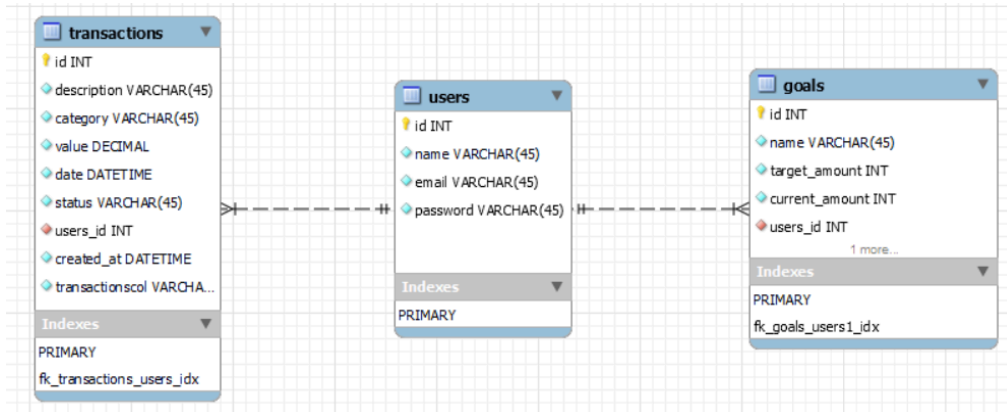 transactions
id INT
description VARCHAR(45)
category VARCHAR(45)
value DECIMAL
date DATETIME
status VARCHAR(45)
users_id INT
created_at DATETIME
transactionscol VARCHA...
Indexes
PRIMARY
fk_transactions_users_idx
users
id INT
name VARCHAR(45)
email VARCHAR(45)
password VARCHAR(45)
Indexes
PRIMARY
goals
id INT
name VARCHAR(45)
target_amount INT
current_amount INT
users_id INT
1 more...
Indexes
PRIMARY
fk_goals_users1_idx